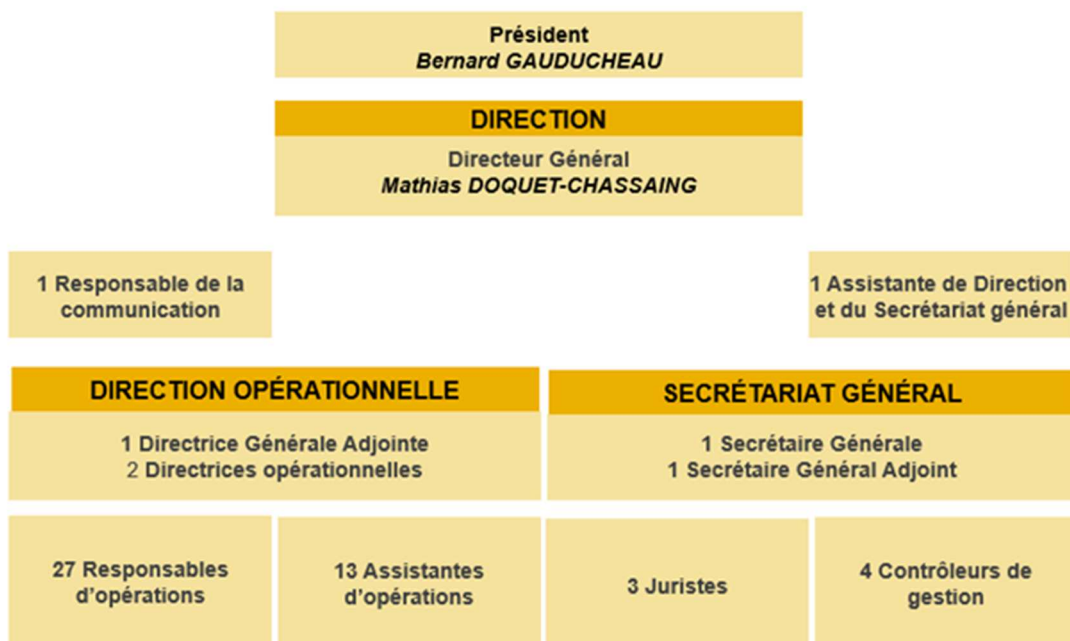 Président
Bernard GAUDUCHEAU
DIRECTION
Directeur Général
Mathias DOQUET-CHASSAING
1 Responsable de la
communication
1 Assistante de Direction
et du Secrétariat général
DIRECTION OPÉRATIONNELLE
1 Directrice Générale Adjointe
2 Directrices opérationnelles
SECRÉTARIAT GÉNÉRAL
1 Secrétaire Générale
1 Secrétaire Général Adjoint
27 Responsables
d'opérations
13 Assistantes
d'opérations
3 Juristes
4 Contrôleurs de
gestion